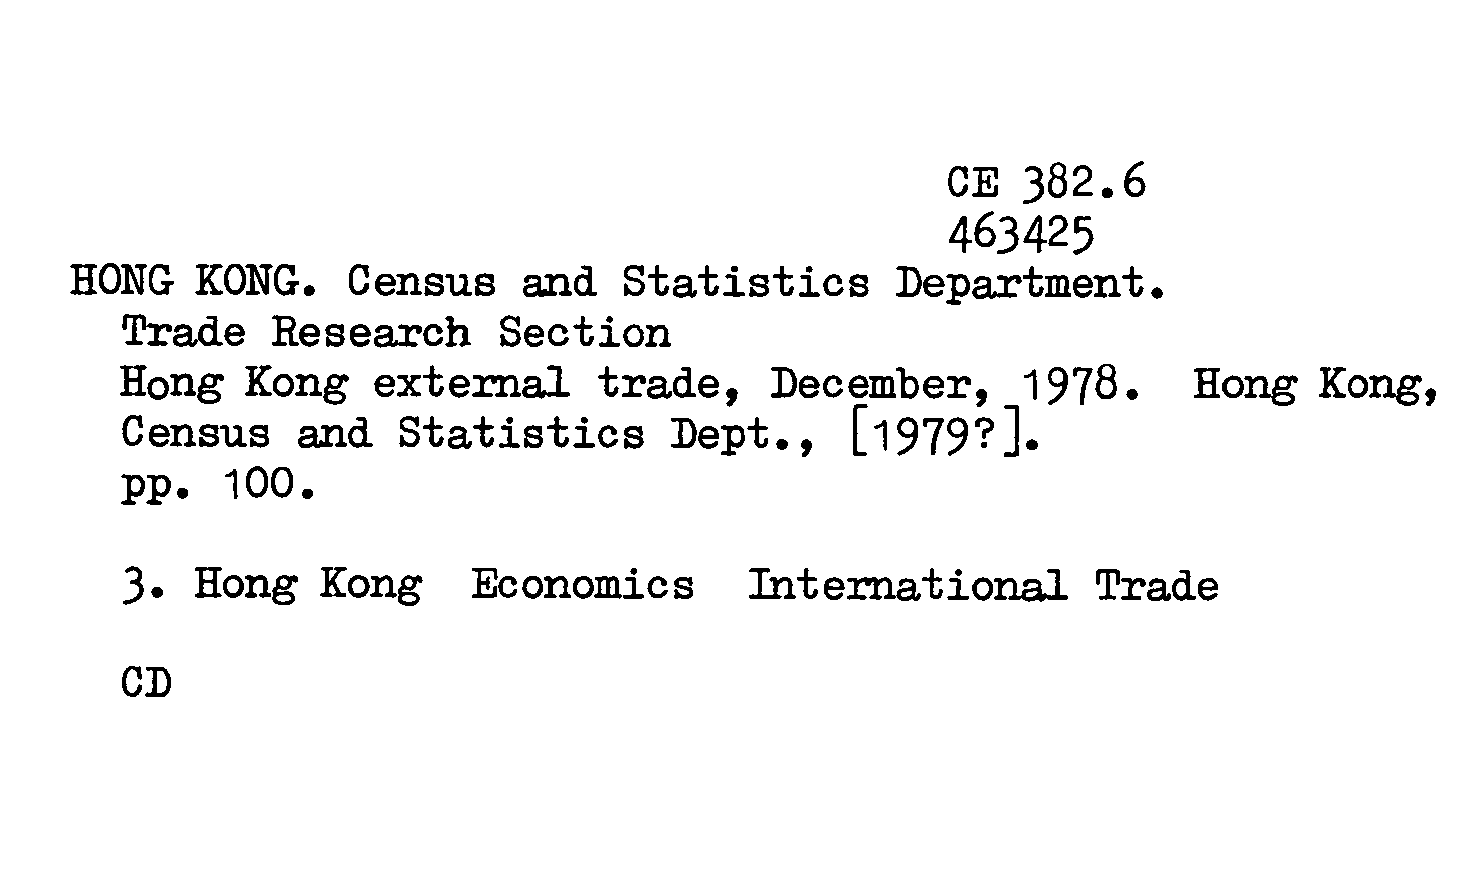 CE 382.6
463425
HONG KONG. Census and Statistics Department.
Trade Research Section
Hong Kong external trade, December, 1978. Hong Kong,
Census and Statistics Dept., [1979?].
pp. 100.
3. Hong Kong Economics International Trade
CD